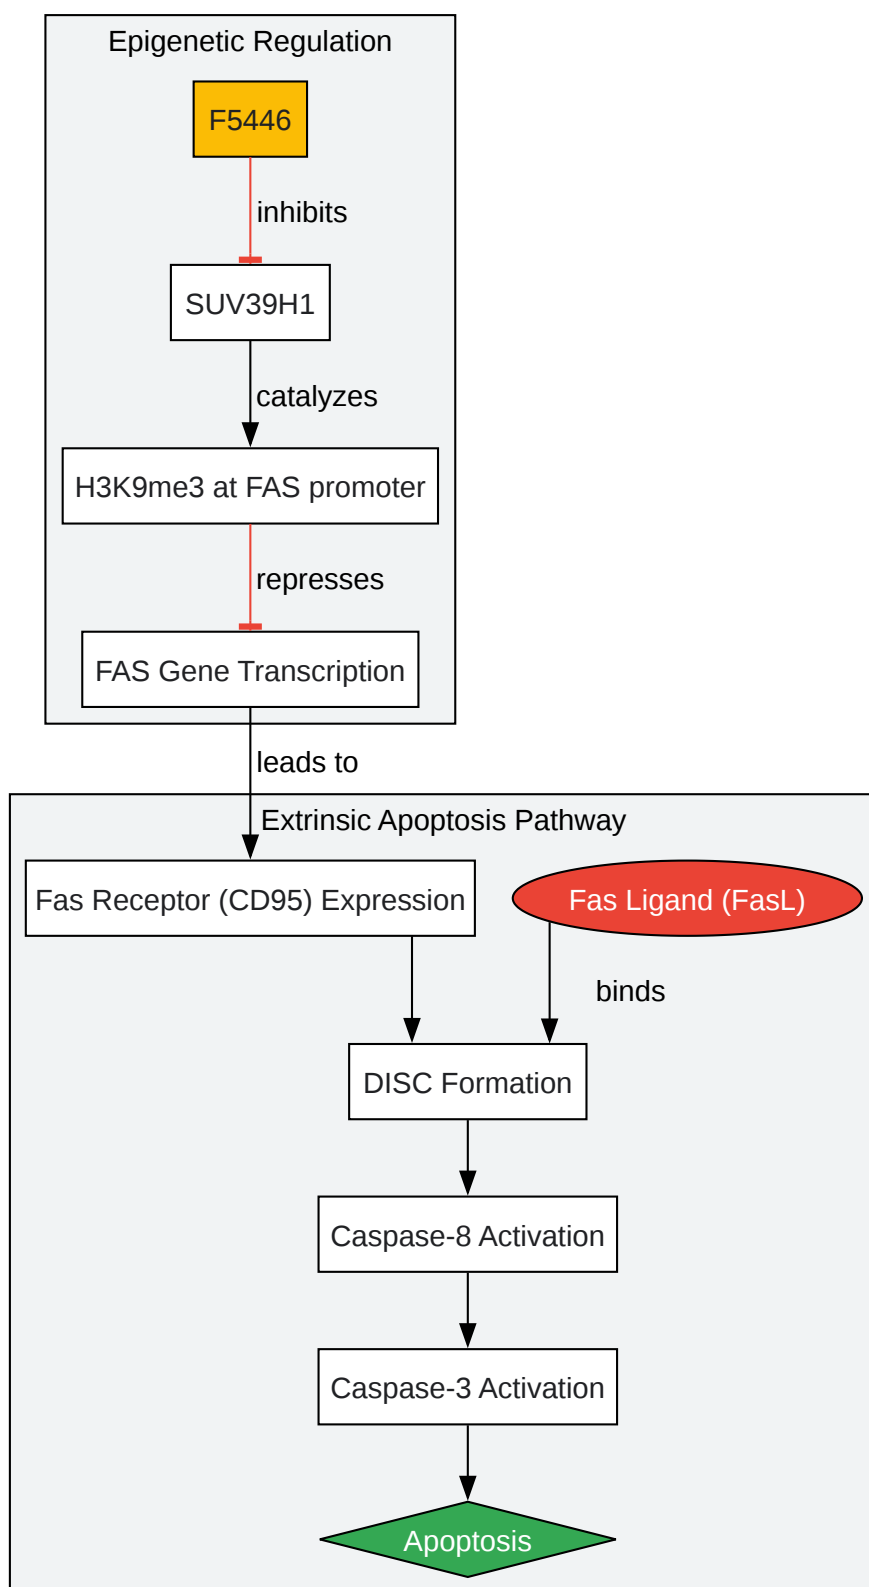 Epigenetic Regulation
F5446
inhibits
SUV39H1
catalyzes
H3K9me3 at FAS promoter
represses
FAS Gene Transcription
leads to
Extrinsic Apoptosis Pathway
Fas Receptor (CD95) Expression
Fas Ligand (FasL)
binds
DISC Formation
Caspase-8 Activation
Caspase-3 Activation
Apoptosis